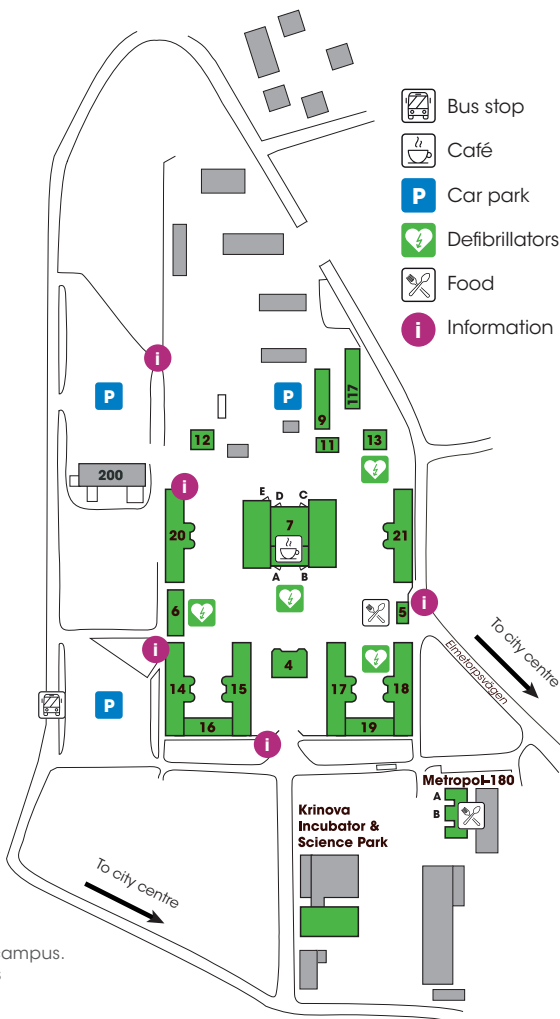 Bus stop
Café
P Car park
Defibrillators
Food
i Information
i
P
P
117
9
12
11
13
200
i
E D C
7
20
21
A B
6
5
i
i
4
14
15
17
18
P
16
19
i
To city centre
Elmetorpsvägen
Metropol-180
A
B
Krinova
Incubator &
Science Park
To city centre
ampus.